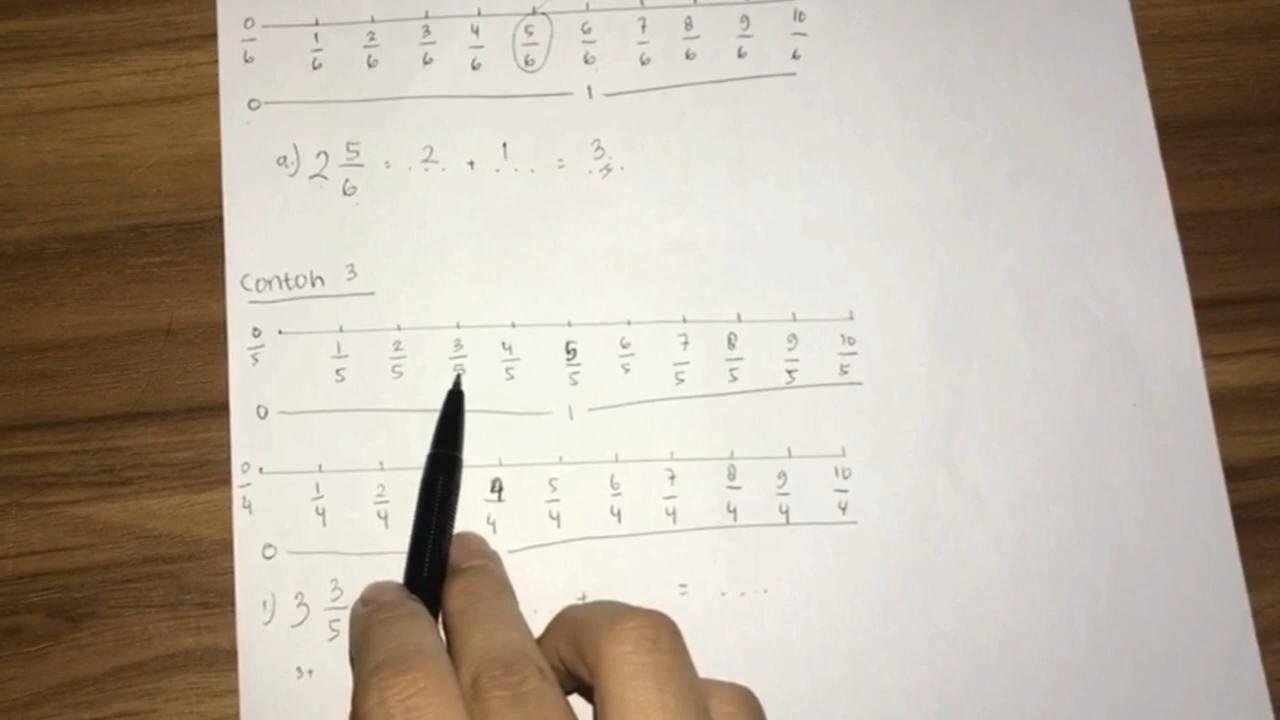 0/6 1/6 2/6 3/6 4/6 5/6 6/6 7/6 8/6 9/6 10/6
0 1
a.) 2 5/6 = ..2.. + ..1.. = ..3..
Contoh 3
0/5 1/5 2/5 3/5 4/5 5/5 6/5 7/5 8/5 9/5 10/5
0 1
0/4 1/4 2/4 4/4 5/4 6/4 7/4 8/4 9/4 10/4
0
1) 3 3/5 . + = ....
3+